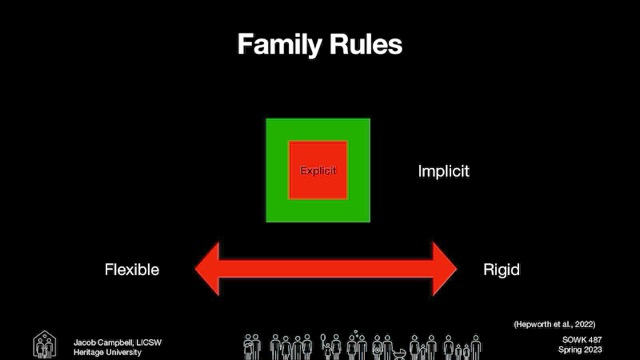 Family Rules
Explicit
Implicit
Flexible
Rigid
(Hepworth et al., 2022)
Jacob Campbell, LICSW
Heritage University
SOWK 487
Spring 2023